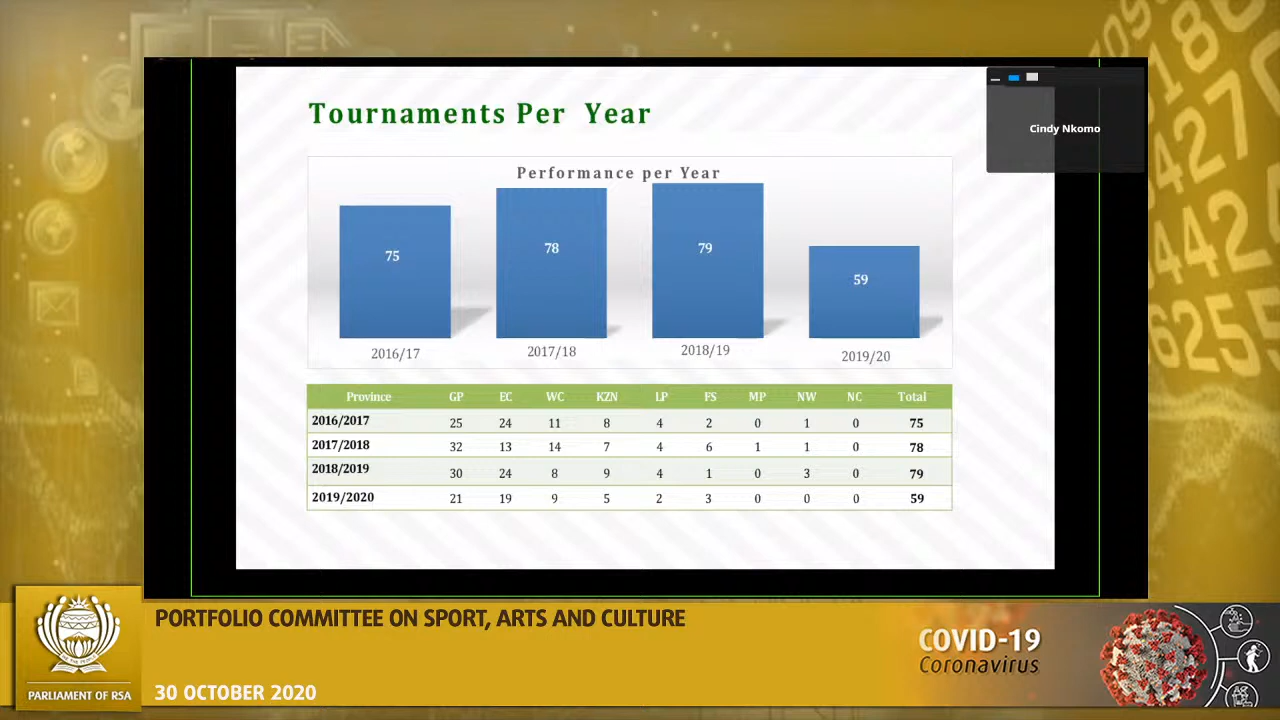 Tournaments Per Year
Cindy Nkomo
Performance per Year
75
78
79
59
2016/17
2017/18
2018/19
2019/20
Province GP EC WC KZN LP FS MP NW NC Total
2016/2017 25 24 11 8 4 2 0 1 0 75
2017/2018 32 13 14 7 4 6 1 1 0 78
2018/2019 30 24 8 9 4 1 0 3 0 79
2019/2020 21 19 9 5 2 3 0 0 0 59
PORTFOLIO COMMITTEE ON SPORT, ARTS AND CULTURE
COVID-19
Coronavirus
PARLIAMENT OF RSA
30 OCTOBER 2020